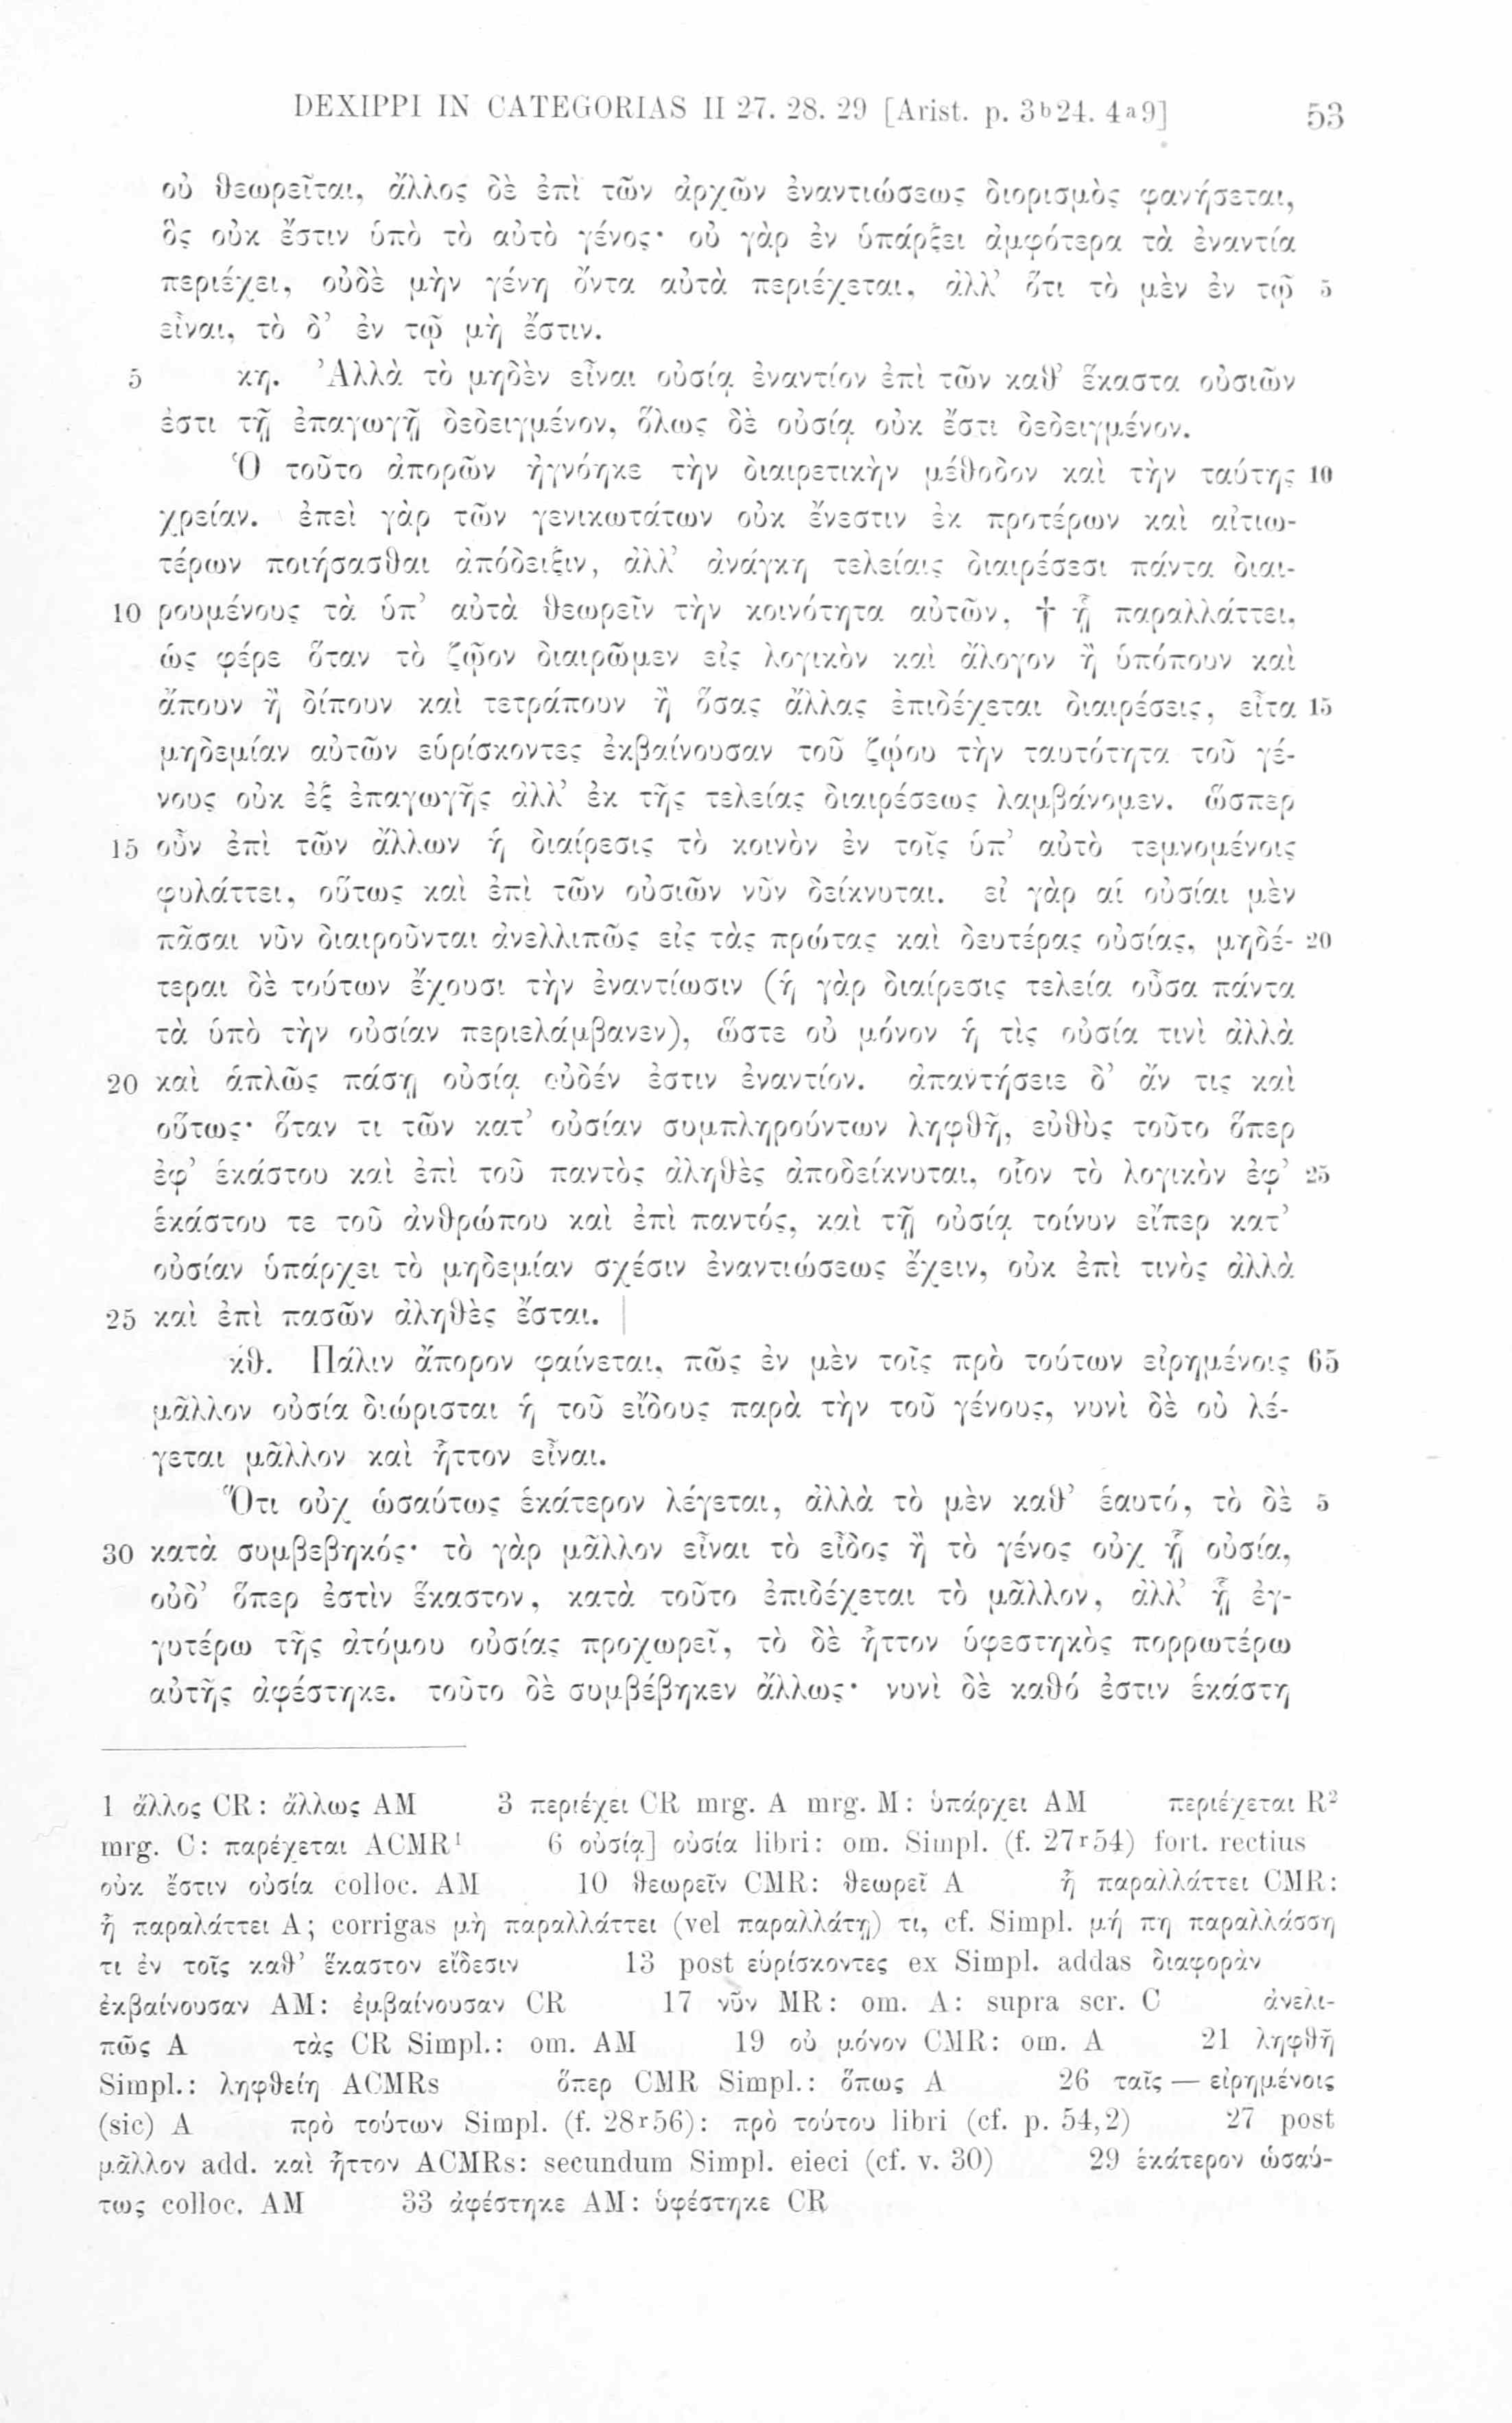 DEXIPPI IN CATEGORIAS II 27. 28. 29 [Arist. p. 3b24. 4a9] 53
οὐ θεωρεῖται, ἄλλος δὲ ἐπὶ τῶν ἀρχῶν ἐναντιώσεως διορισμὸς φανήσεται,
ὃς οὐκ ἔστιν ὑπὸ τὸ αὐτὸ γένος· οὐ γὰρ ἐν ὑπάρξει ἀμφότερα τὰ ἐναντία
περιέχει, οὐδὲ μὴν γένη ὄντα αὐτὰ περιέχεται, ἀλλ’ ὅτι τὸ μὲν ἐν τῷ 5
εἶναι, τὸ δ’ ἐν τῷ μὴ ἔστιν.
5 κη. Ἀλλὰ τὸ μηδὲν εἶναι οὐσίᾳ ἐναντίον ἐπὶ τῶν καθ’ ἕκαστα οὐσιῶν
ἐστι τῇ ἐπαγωγῇ δεδειγμένον, ὅλως δὲ οὐσίᾳ οὐκ ἔστι δεδειγμένον.
Ὁ τοῦτο ἀπορῶν ἠγνόηκε τὴν διαιρετικὴν μέθοδον καὶ τὴν ταύτης 10
χρείαν. ἐπεὶ γὰρ τῶν γενικωτάτων οὐκ ἔνεστιν ἐκ προτέρων καὶ αἰτιω-
τέρων ποιήσασθαι ἀπόδειξιν, ἀλλ’ ἀνάγκη τελείαις διαιρέσεσι πάντα διαι-
10 ρουμένους τὰ ὑπ’ αὐτὰ θεωρεῖν τὴν κοινότητα αὐτῶν, † ᾗ παραλλάττει,
ὡς φέρε ὅταν τὸ ζῷον διαιρῶμεν εἰς λογικὸν καὶ ἄλογον ἢ ὑπόπουν καὶ
ἄπουν ἢ δίπουν καὶ τετράπουν ἢ ὅσας ἄλλας ἐπιδέχεται διαιρέσεις, εἶτα 15
μηδεμίαν αὐτῶν εὑρίσκοντες ἐκβαίνουσαν τοῦ ζῴου τὴν ταυτότητα τοῦ γέ-
νους οὐκ ἐξ ἐπαγωγῆς ἀλλ’ ἐκ τῆς τελείας διαιρέσεως λαμβάνομεν. ὥσπερ
15 οὖν ἐπὶ τῶν ἄλλων ἡ διαίρεσις τὸ κοινὸν ἐν τοῖς ὑπ’ αὐτὸ τεμνομένοις
φυλάττει, οὕτως καὶ ἐπὶ τῶν οὐσιῶν νῦν δείκνυται. εἰ γὰρ αἱ οὐσίαι μὲν
πᾶσαι νῦν διαιροῦνται ἀνελλιπῶς εἰς τὰς πρώτας καὶ δευτέρας οὐσίας, μηδέ- 20
τεραι δὲ τούτων ἔχουσι τὴν ἐναντίωσιν (ἡ γὰρ διαίρεσις τελεία οὖσα πάντα
τὰ ὑπὸ τὴν οὐσίαν περιελάμβανεν), ὥστε οὐ μόνον ἡ τὶς οὐσία τινὶ ἀλλὰ
20 καὶ ἁπλῶς πάσῃ οὐσίᾳ οὐδέν ἐστιν ἐναντίον. ἀπαντήσειε δ’ ἄν τις καὶ
οὕτως· ὅταν τι τῶν κατ’ οὐσίαν συμπληρούντων ληφθῇ, εὐθὺς τοῦτο ὅπερ
ἐφ’ ἑκάστου καὶ ἐπὶ τοῦ παντὸς ἀληθὲς ἀποδείκνυται, οἷον τὸ λογικὸν ἐφ’ 25
ἑκάστου τε τοῦ ἀνθρώπου καὶ ἐπὶ παντός, καὶ τῇ οὐσίᾳ τοίνυν εἴπερ κατ’
οὐσίαν ὑπάρχει τὸ μηδεμίαν σχέσιν ἐναντιώσεως ἔχειν, οὐκ ἐπὶ τινὸς ἀλλὰ
25 καὶ ἐπὶ πασῶν ἀληθὲς ἔσται. |
κθ. Πάλιν ἄπορον φαίνεται, πῶς ἐν μὲν τοῖς πρὸ τούτων εἰρημένοις 65
μᾶλλον οὐσία διώρισται ἡ τοῦ εἴδους παρὰ τὴν τοῦ γένους, νυνὶ δὲ οὐ λέ-
γεται μᾶλλον καὶ ἧττον εἶναι.
Ὅτι οὐχ ὡσαύτως ἑκάτερον λέγεται, ἀλλὰ τὸ μὲν καθ’ ἑαυτό, τὸ δὲ 5
30 κατὰ συμβεβηκός· τὸ γὰρ μᾶλλον εἶναι τὸ εἶδος ἢ τὸ γένος οὐχ ᾗ οὐσία,
οὐδ’ ὅπερ ἐστὶν ἕκαστον, κατὰ τοῦτο ἐπιδέχεται τὸ μᾶλλον, ἀλλ’ ᾗ ἐγ-
γυτέρω τῆς ἀτόμου οὐσίας προχωρεῖ, τὸ δὲ ἧττον ὑφεστηκὸς πορρωτέρω
αὐτῆς ἀφέστηκε. τοῦτο δὲ συμβέβηκεν ἄλλως· νυνὶ δὲ καθό ἐστιν ἑκάστη
1 ἄλλος CR: ἄλλως AM 3 περιέχει CR mrg. A mrg. M: ὑπάρχει AM περιέχεται R²
mrg. C: παρέχεται ACMR¹ 6 οὐσίᾳ] οὐσία libri: om. Simpl. (f. 27r54) fort. rectius
οὐκ ἔστιν οὐσία colloc. AM 10 θεωρεῖν CMR: θεωρεῖ A ᾗ παραλλάττει CMR:
ἢ παραλάττει A; corrigas μὴ παραλλάττει (vel παραλλάτῃ) τι, cf. Simpl. μή πῃ παραλλάσσῃ
τι ἐν τοῖς καθ’ ἕκαστον εἴδεσιν 13 post εὑρίσκοντες ex Simpl. addas διαφορὰν
ἐκβαίνουσαν AM: ἐμβαίνουσαν CR 17 νῦν MR: om. A: supra scr. C ἀνελι-
πῶς A τὰς CR Simpl.: om. AM 19 οὐ μόνον CMR: om. A 21 ληφθῇ
Simpl.: ληφθείη ACMRs ὅπερ CMR Simpl.: ὅπως A 26 ταῖς — εἰρημένοις
(sic) A πρὸ τούτων Simpl. (f. 28r56): πρὸ τούτου libri (cf. p. 54,2) 27 post
μᾶλλον add. καὶ ἧττον ACMRs: secundum Simpl. eieci (cf. v. 30) 29 ἑκάτερον ὡσαύ-
τως colloc. AM 33 ἀφέστηκε AM: ὑφέστηκε CR